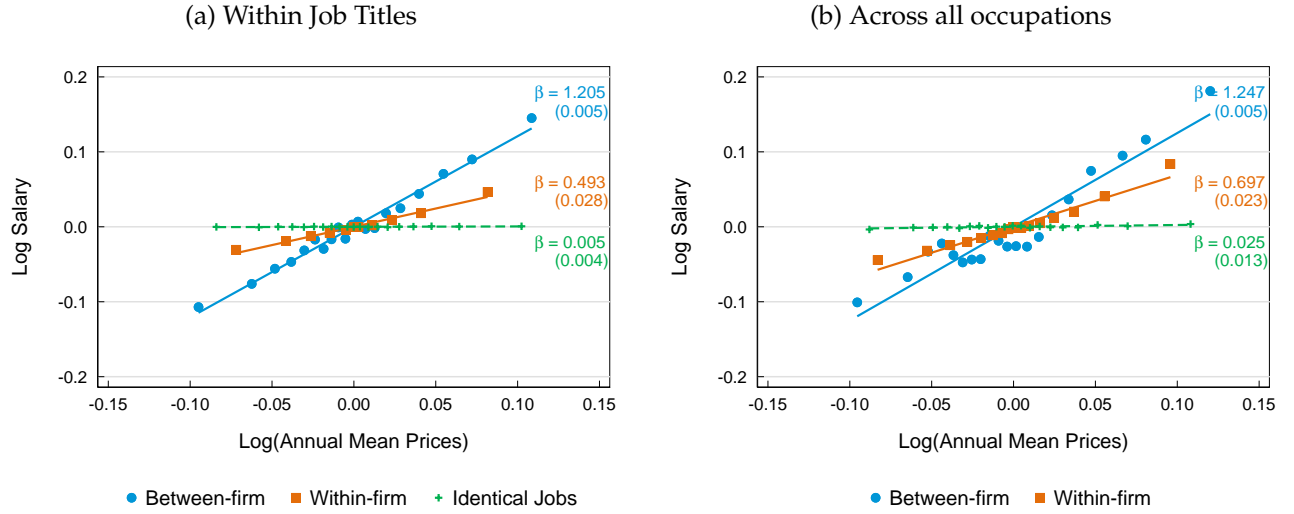 (a) Within Job Titles
0.2
0.1
0.0
-0.1
-0.2
Log Salary
β = 1.205
(0.005)
β = 0.493
(0.028)
β = 0.005
(0.004)
-0.15 -0.10 -0.05 0.00 0.05 0.10 0.15
Log(Annual Mean Prices)
Between-firm Within-firm Identical Jobs
(b) Across all occupations
0.2
0.1
0.0
-0.1
-0.2
Log Salary
β = 1.247
(0.005)
β = 0.697
(0.023)
β = 0.025
(0.013)
-0.15 -0.10 -0.05 0.00 0.05 0.10 0.15
Log(Annual Mean Prices)
Between-firm Within-firm